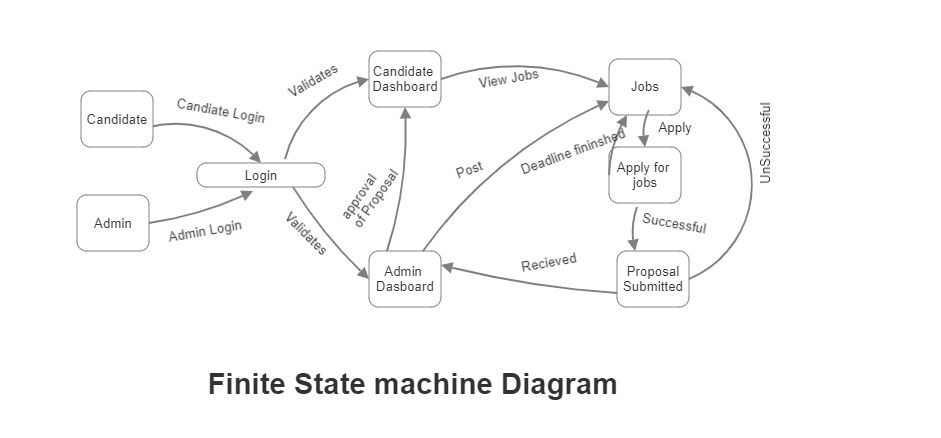 Candidate
Dashboard
View Jobs
Jobs
Validates
Candiate Login
Candidate
Apply
UnSuccessful
Deadline fininshed
Post
Apply for
jobs
Login
approval
of Proposal
Admin
Admin Login
Validates
Successful
Recieved
Admin
Dasboard
Proposal
Submitted
Finite State machine Diagram